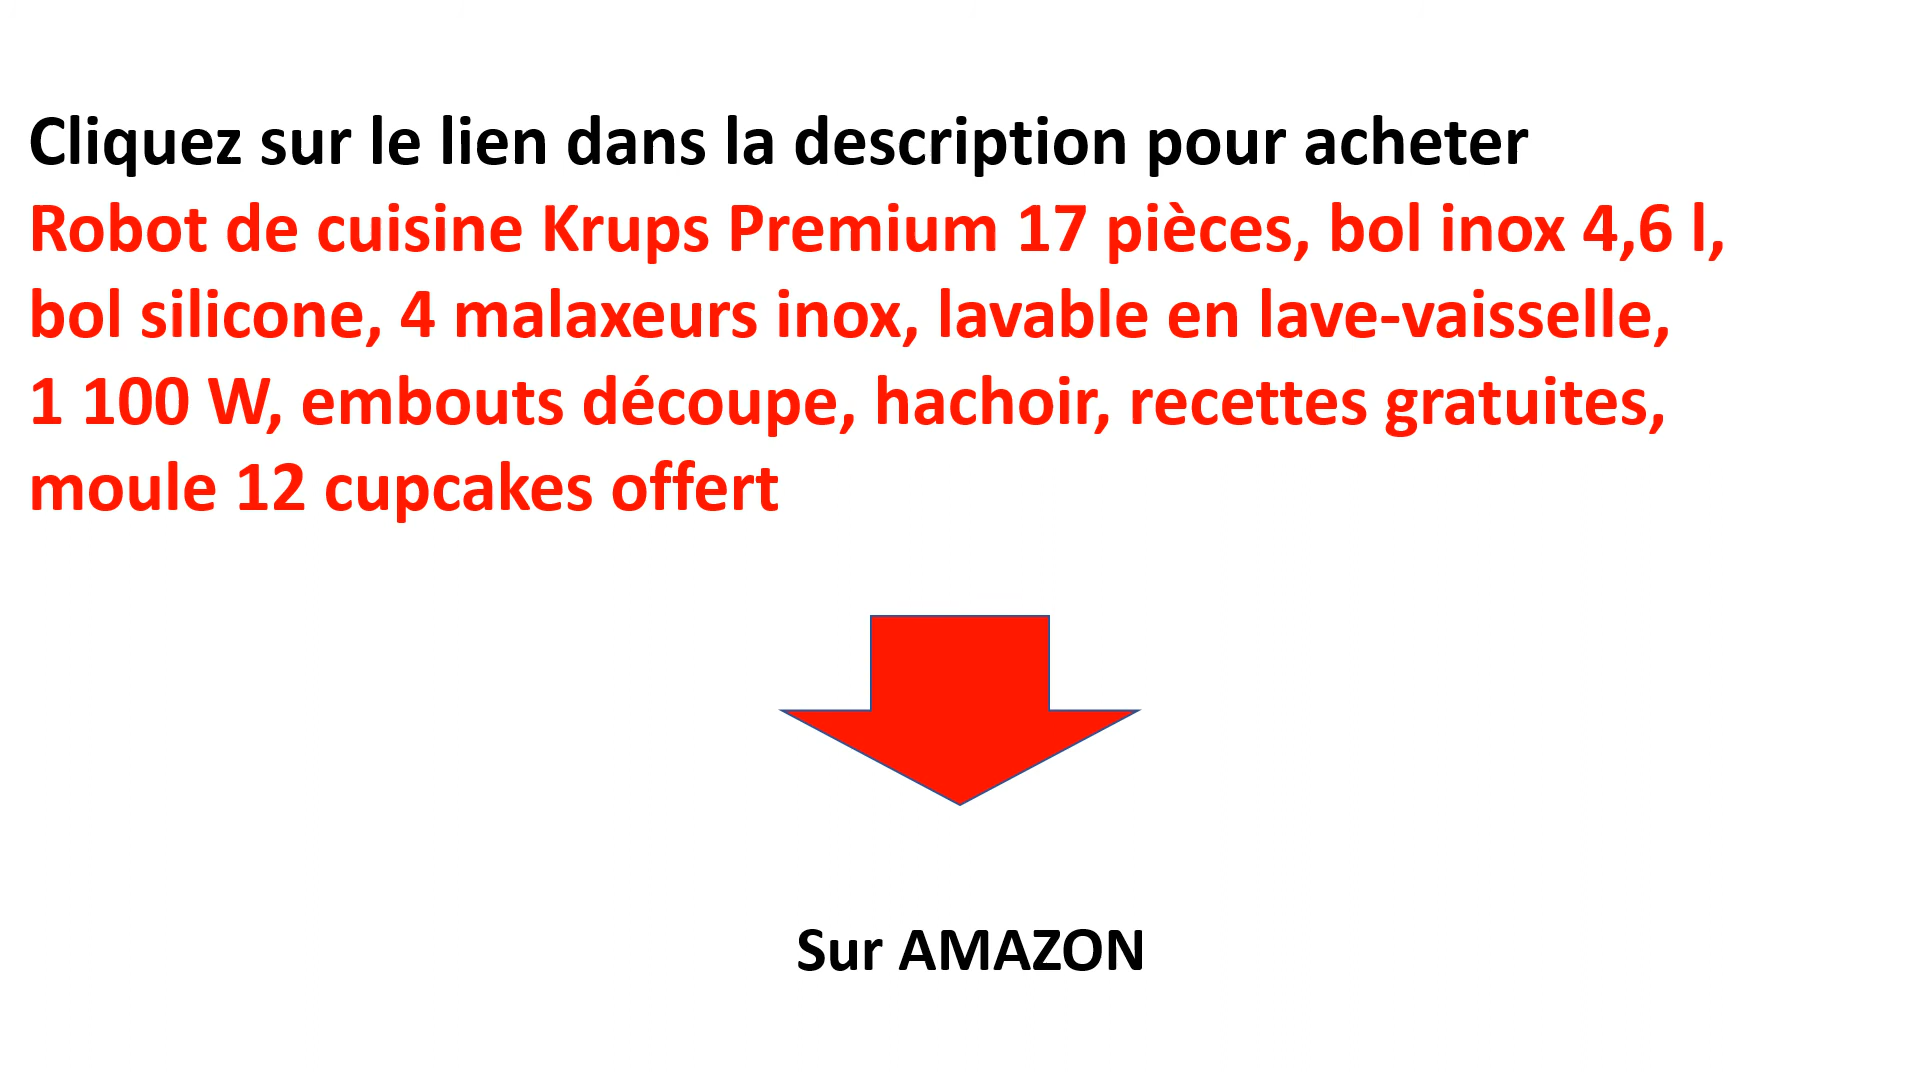 Cliquez sur le lien dans la description pour acheter
Robot de cuisine Krups Premium 17 pièces, bol inox 4,6 l,
bol silicone, 4 malaxeurs inox, lavable en lave-vaisselle,
1 100 W, embouts découpe, hachoir, recettes gratuites,
moule 12 cupcakes offert
Sur AMAZON